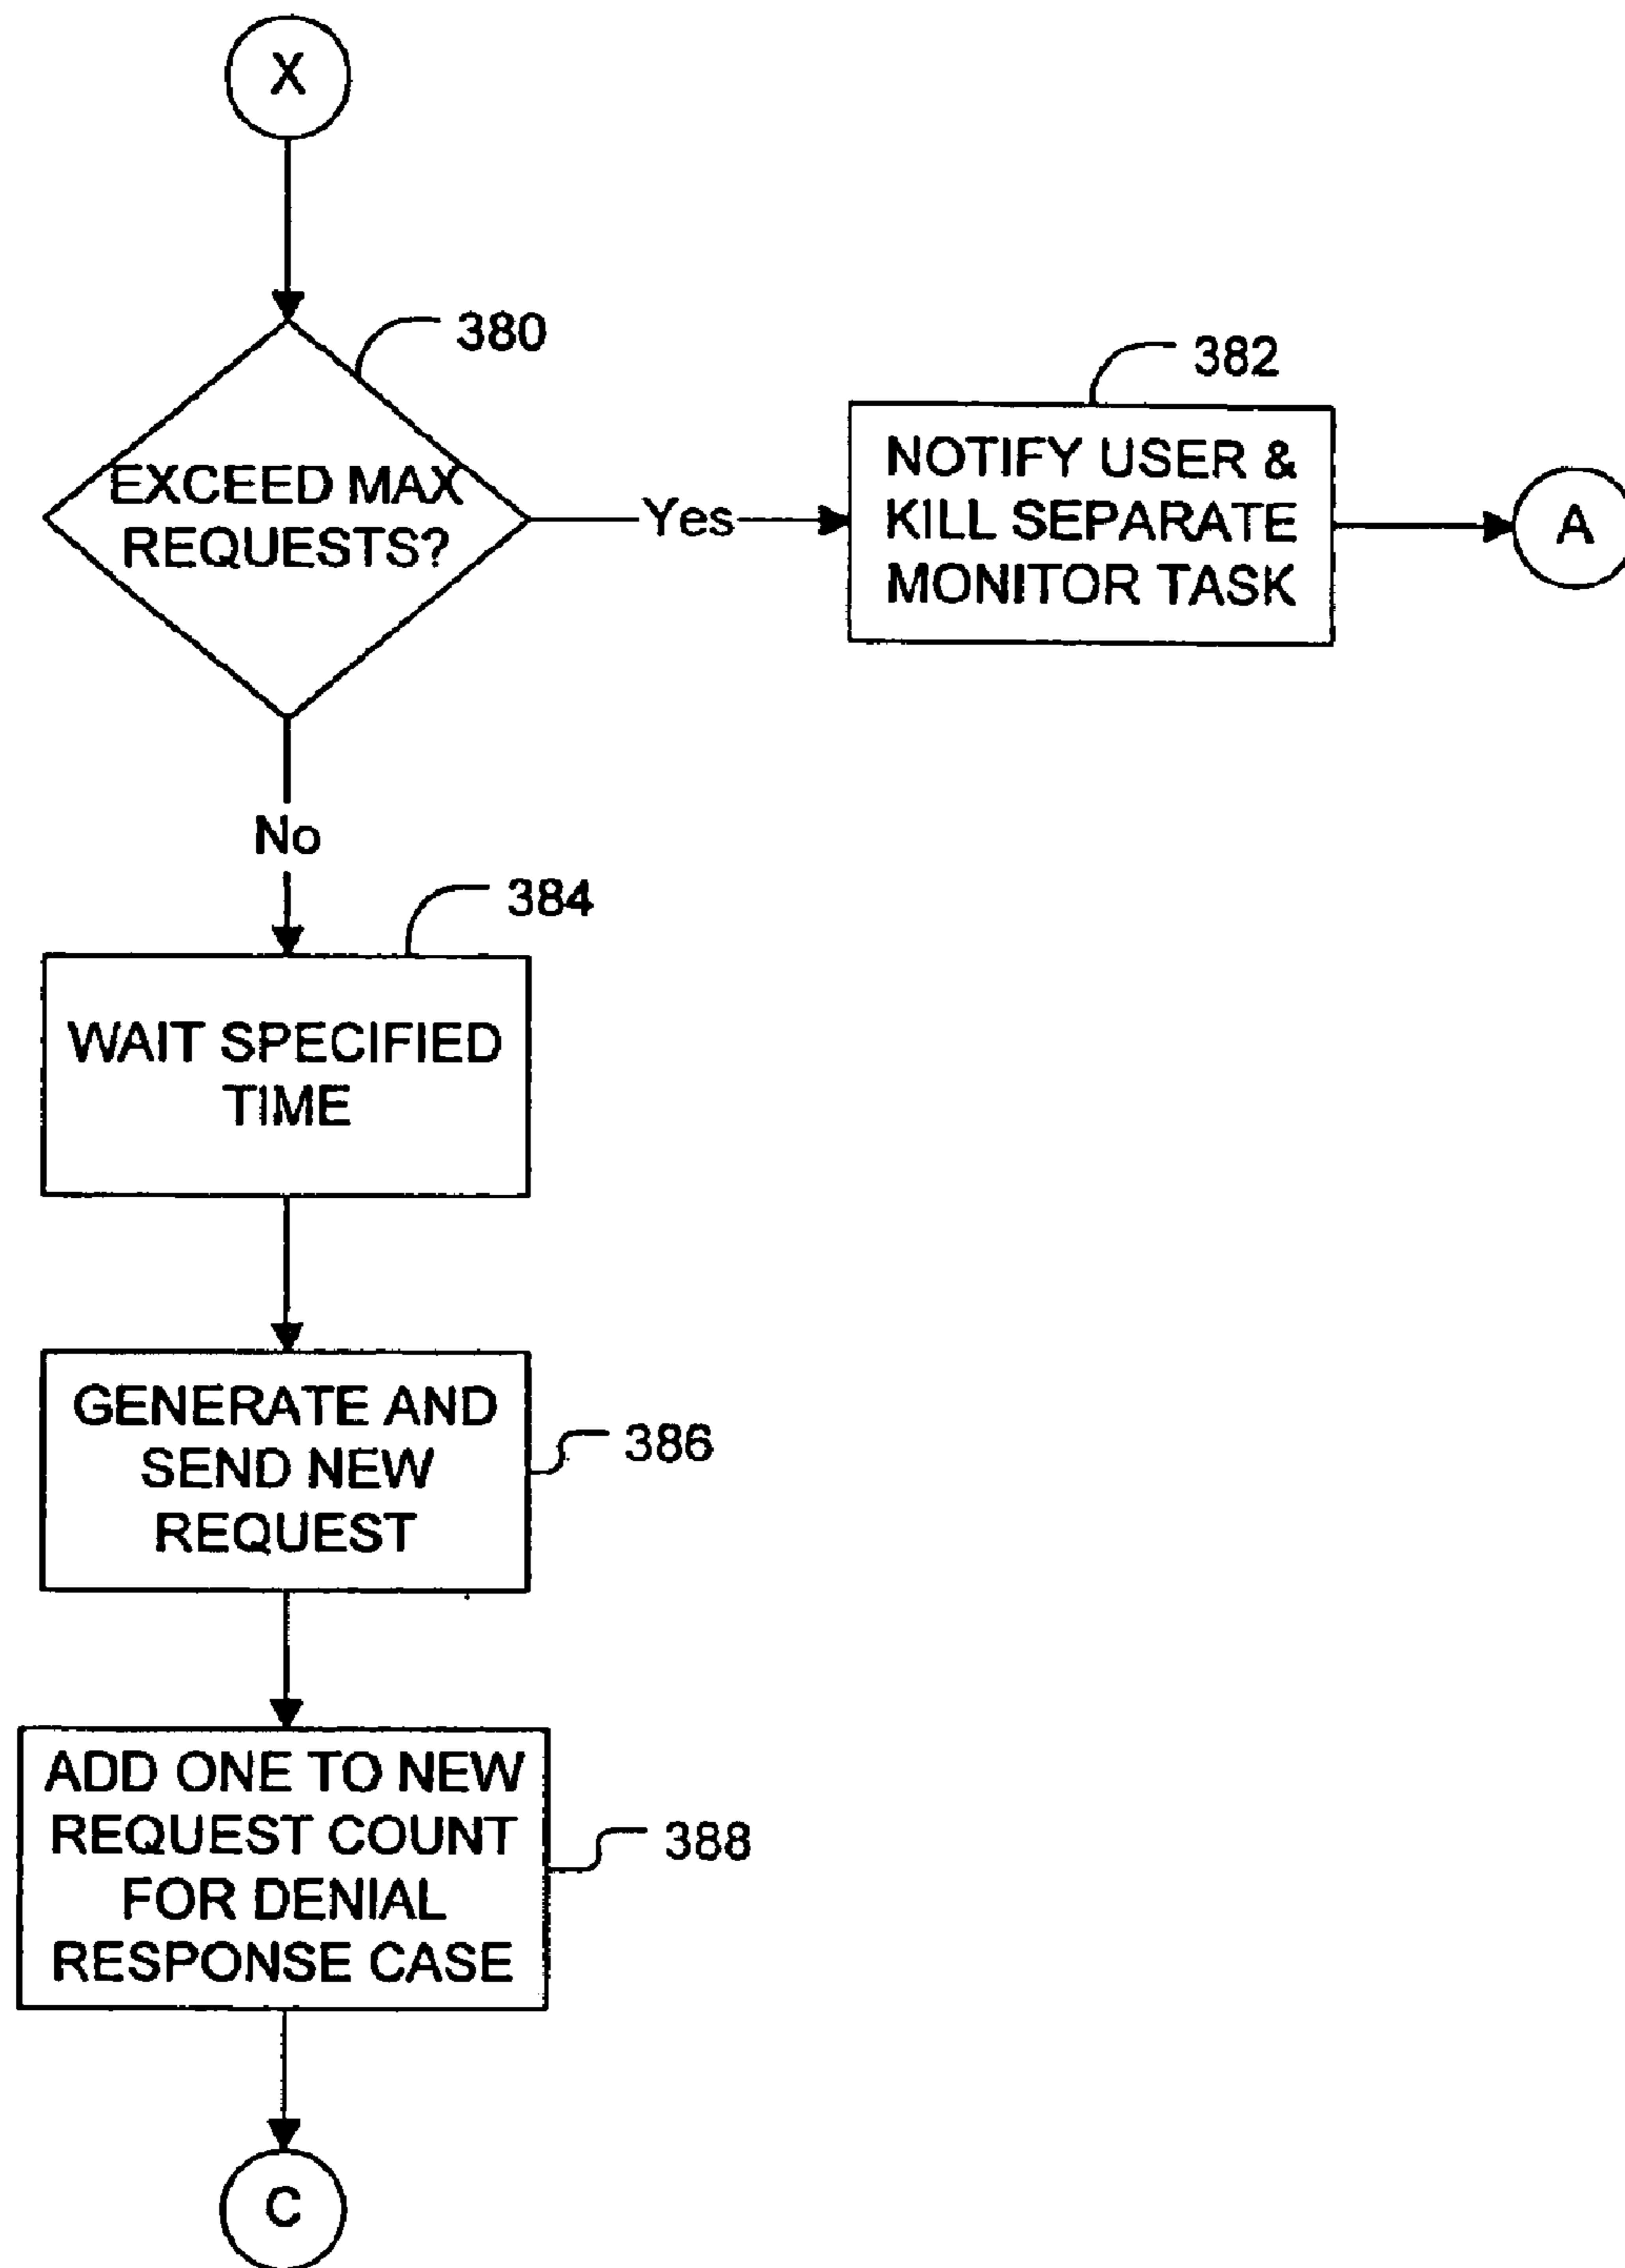 X
380
EXCEED MAX
REQUESTS?
Yes
382
NOTIFY USER &
KILL SEPARATE
MONITOR TASK
A
No
384
WAIT SPECIFIED
TIME
GENERATE AND
SEND NEW
REQUEST
386
ADD ONE TO NEW
REQUEST COUNT
FOR DENIAL
RESPONSE CASE
388
C